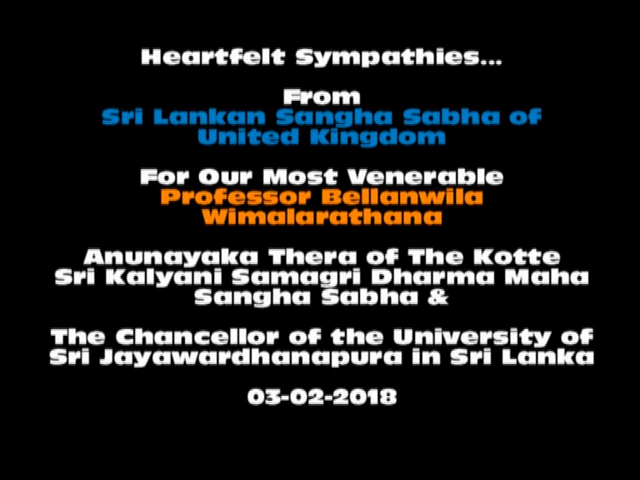 Heartfelt Sympathies...
From
Sri Lankan Sangha Sabha of
United Kingdom
For Our Most Venerable
Professor Bellanwila
Wimalarathana
Anunayaka Thera of The Kotte
Sri Kalyani Samagri Dharma Maha
Sangha Sabha &
The Chancellor of the University of
Sri Jayawardhanapura in Sri Lanka
03-02-2018